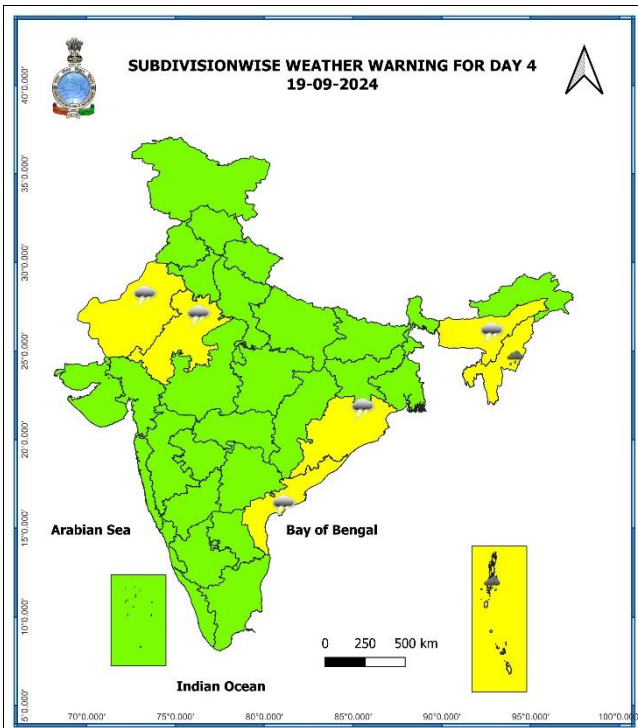 SUBDIVISIONWISE WEATHER WARNING FOR DAY 4
19-09-2024
40°0.000'
35°0.000'
30°0.000'
25°0.000'
20°0.000'
15°0.000'
10°0.000'
5°0.000'
Arabian Sea
Bay of Bengal
0 250 500 km
Indian Ocean
70°0.000' 75°0.000' 80°0.000' 85°0.000' 90°0.000' 95°0.000' 100°0.000'